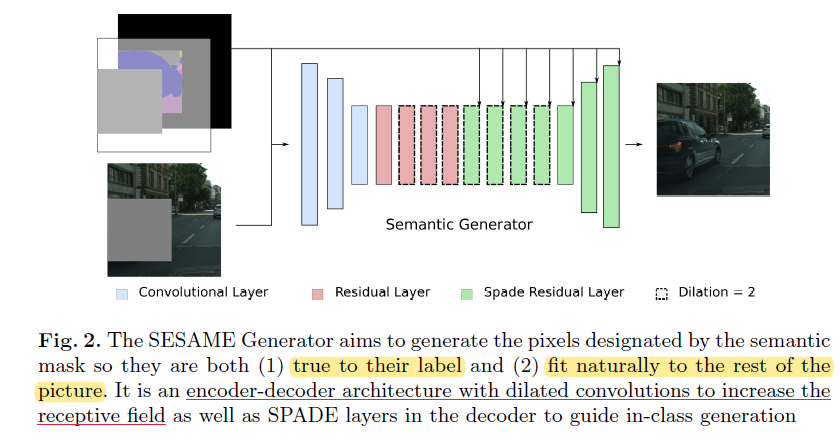 Semantic Generator
Convolutional Layer Residual Layer Spade Residual Layer Dilation = 2
Fig. 2. The SESAME Generator aims to generate the pixels designated by the semantic
mask so they are both (1) true to their label and (2) fit naturally to the rest of the
picture. It is an encoder-decoder architecture with dilated convolutions to increase the
receptive field as well as SPADE layers in the decoder to guide in-class generation